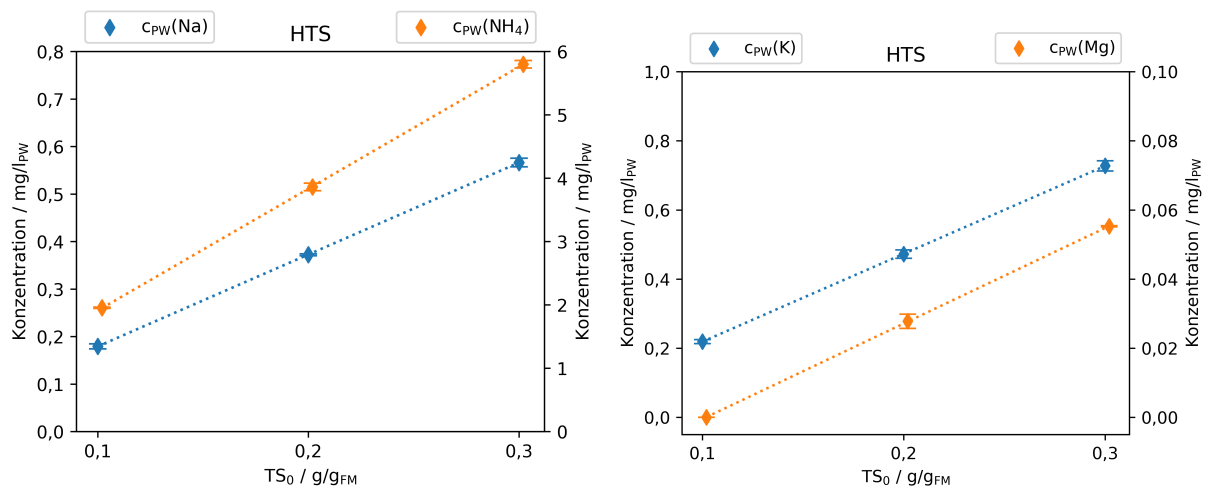 c_PW(Na)
HTS
c_PW(NH_4)
Konzentration / mg/l_PW
0,8
0,7
0,6
0,5
0,4
0,3
0,2
0,1
0,0
6
5
4
3
2
1
0
Konzentration / mg/l_PW
0,1
0,2
0,3
TS_0 / g/g_FM
c_PW(K)
HTS
c_PW(Mg)
Konzentration / mg/l_PW
1,0
0,8
0,6
0,4
0,2
0,0
0,10
0,08
0,06
0,04
0,02
0,00
Konzentration / mg/l_PW
0,1
0,2
0,3
TS_0 / g/g_FM